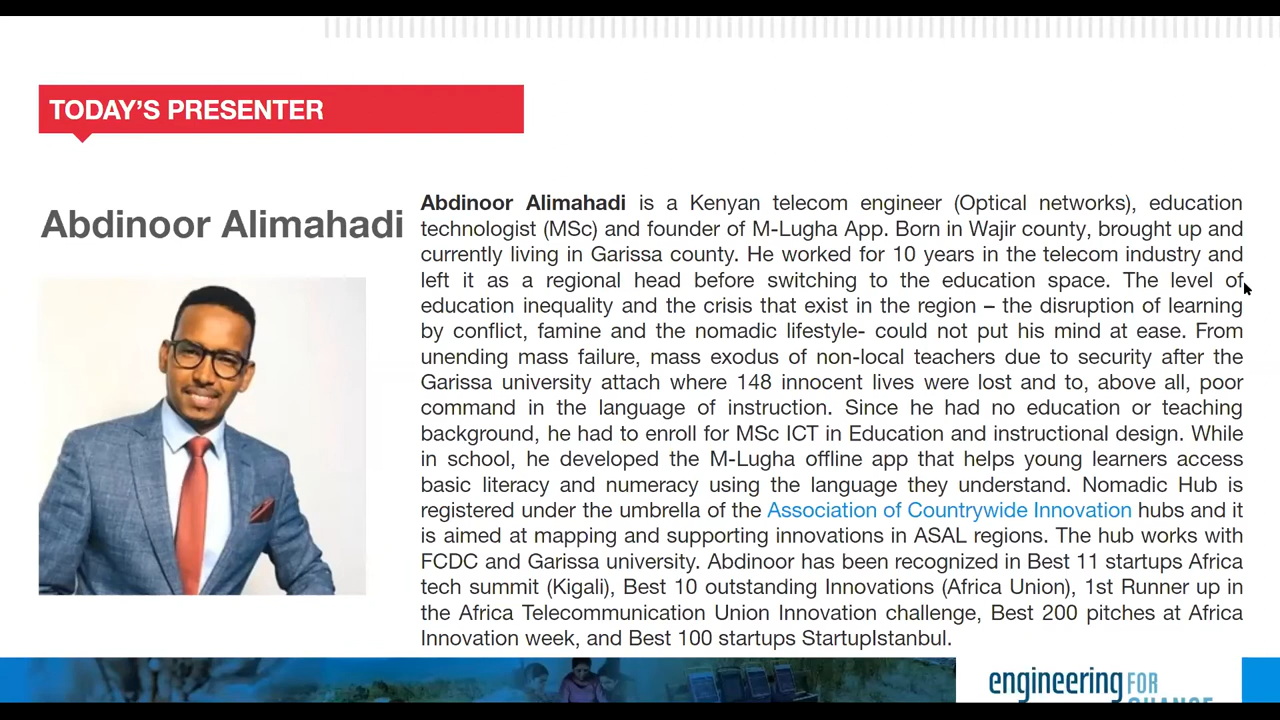 TODAY'S PRESENTER
Abdinoor Alimahadi
Abdinoor Alimahadi is a Kenyan telecom engineer (Optical networks), education
technologist (MSc) and founder of M-Lugha App. Born in Wajir county, brought up and
currently living in Garissa county. He worked for 10 years in the telecom industry and
left it as a regional head before switching to the education space. The level of
education inequality and the crisis that exist in the region – the disruption of learning
by conflict, famine and the nomadic lifestyle- could not put his mind at ease. From
unending mass failure, mass exodus of non-local teachers due to security after the
Garissa university attach where 148 innocent lives were lost and to, above all, poor
command in the language of instruction. Since he had no education or teaching
background, he had to enroll for MSc ICT in Education and instructional design. While
in school, he developed the M-Lugha offline app that helps young learners access
basic literacy and numeracy using the language they understand. Nomadic Hub is
registered under the umbrella of the Association of Countrywide Innovation hubs and it
is aimed at mapping and supporting innovations in ASAL regions. The hub works with
FCDC and Garissa university. Abdinoor has been recognized in Best 11 startups Africa
tech summit (Kigali), Best 10 outstanding Innovations (Africa Union), 1st Runner up in
the Africa Telecommunication Union Innovation challenge, Best 200 pitches at Africa
Innovation week, and Best 100 startups StartupIstanbul.
engineering FOR
CHANGE